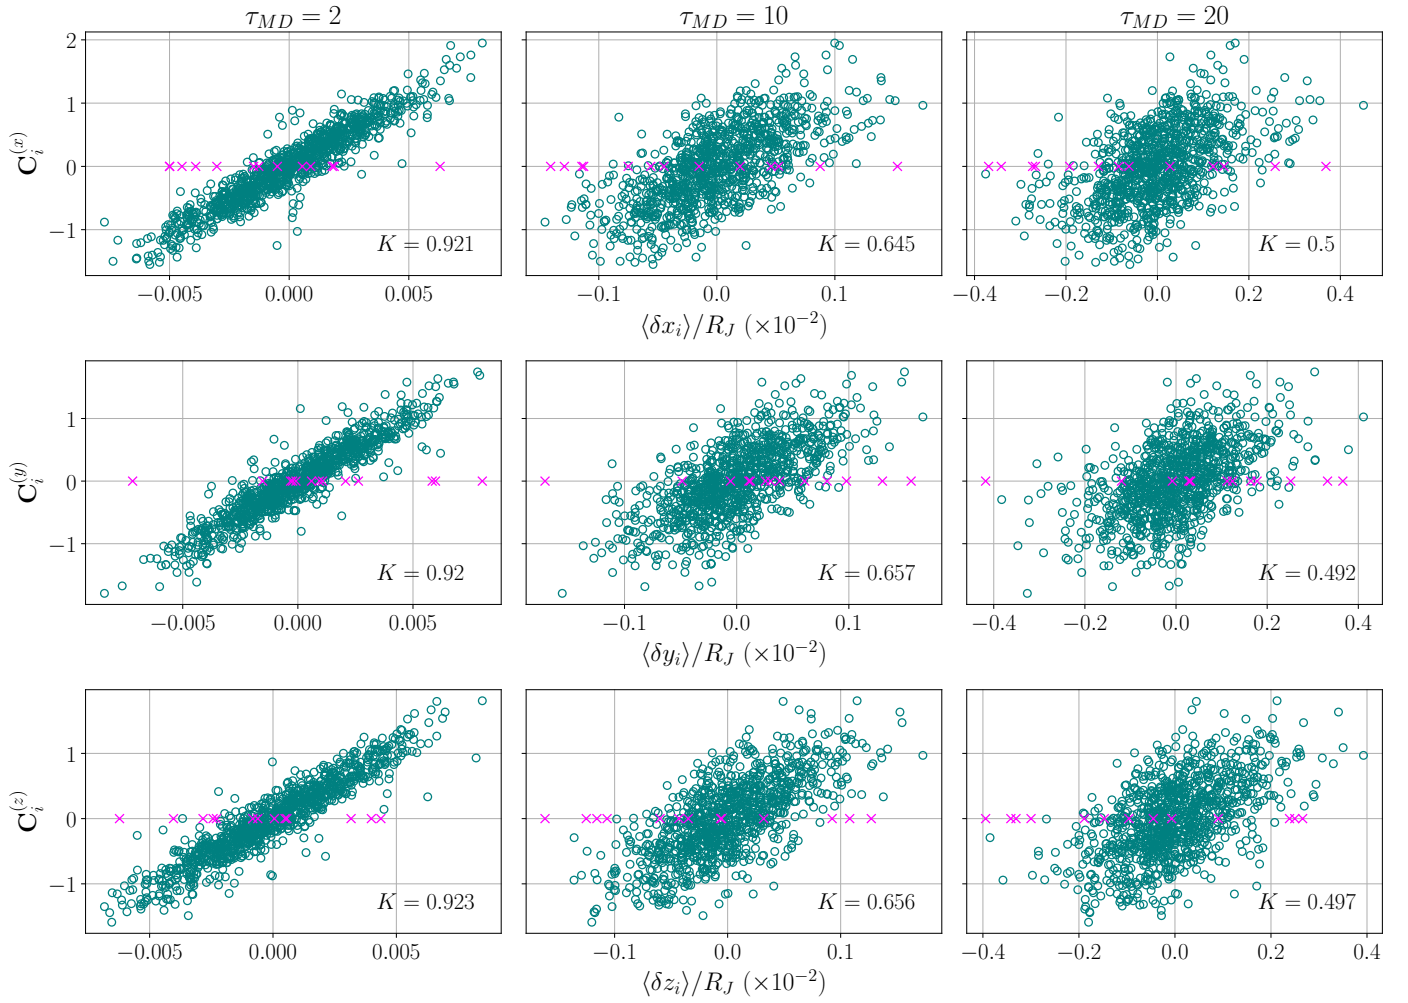 τ_MD = 2 τ_MD = 10 τ_MD = 20
2
1
0
−1
C_i^(x)
K = 0.921 K = 0.645 K = 0.5
−0.005 0.000 0.005 −0.1 0.0 0.1 −0.4 −0.2 0.0 0.2 0.4
⟨δx_i⟩/R_J (×10^−2)
1
0
−1
C_i^(y)
K = 0.92 K = 0.657 K = 0.492
−0.005 0.000 0.005 −0.1 0.0 0.1 −0.4 −0.2 0.0 0.2 0.4
⟨δy_i⟩/R_J (×10^−2)
1
0
−1
C_i^(z)
K = 0.923 K = 0.656 K = 0.497
−0.005 0.000 0.005 −0.1 0.0 0.1 −0.4 −0.2 0.0 0.2 0.4
⟨δz_i⟩/R_J (×10^−2)